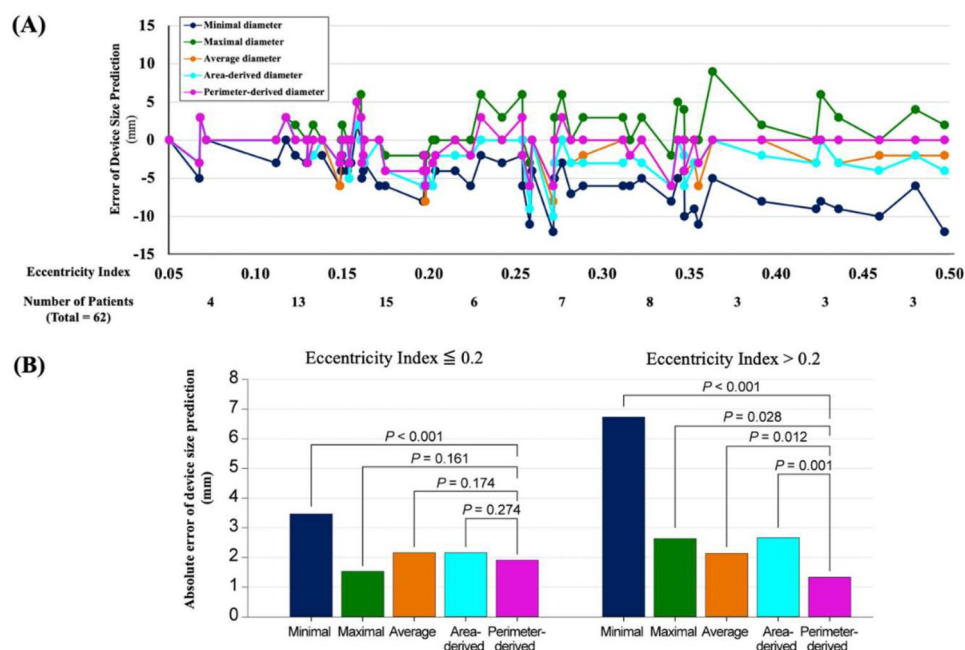 (A)
15
10
5
0
-5
-10
-15
Error of Device Size Prediction
(mm)
Minimal diameter
Maximal diameter
Average diameter
Area-derived diameter
Perimeter-derived diameter
Eccentricity Index 0.05 0.10 0.15 0.20 0.25 0.30 0.35 0.40 0.45 0.50
Number of Patients 4 13 15 6 7 8 3 3 3
(Total = 62)
(B)
Eccentricity Index ≦ 0.2 Eccentricity Index > 0.2
Absolute error of device size prediction
(mm)
8
7
6
5
4
3
2
1
0
P < 0.001
P = 0.161
P = 0.174
P = 0.274
P < 0.001
P = 0.028
P = 0.012
P = 0.001
Minimal Maximal Average Area- Perimeter-
derived derived
Minimal Maximal Average Area- Perimeter-
derived derived